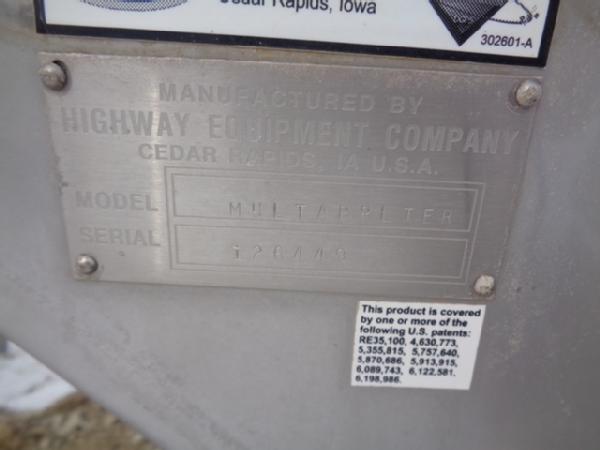 Cedar Rapids, Iowa
302601-A
MANUFACTURED BY
HIGHWAY EQUIPMENT COMPANY
CEDAR RAPIDS, IA U.S.A.
MODEL MULTAPPLIER
SERIAL 126449
This product is covered
by one or more of the
following U.S. patents:
RE35,100, 4,630,773,
5,355,815, 5,757,640,
5,870,686, 5,913,915,
6,089,743, 6,122,581,
6,198,986.